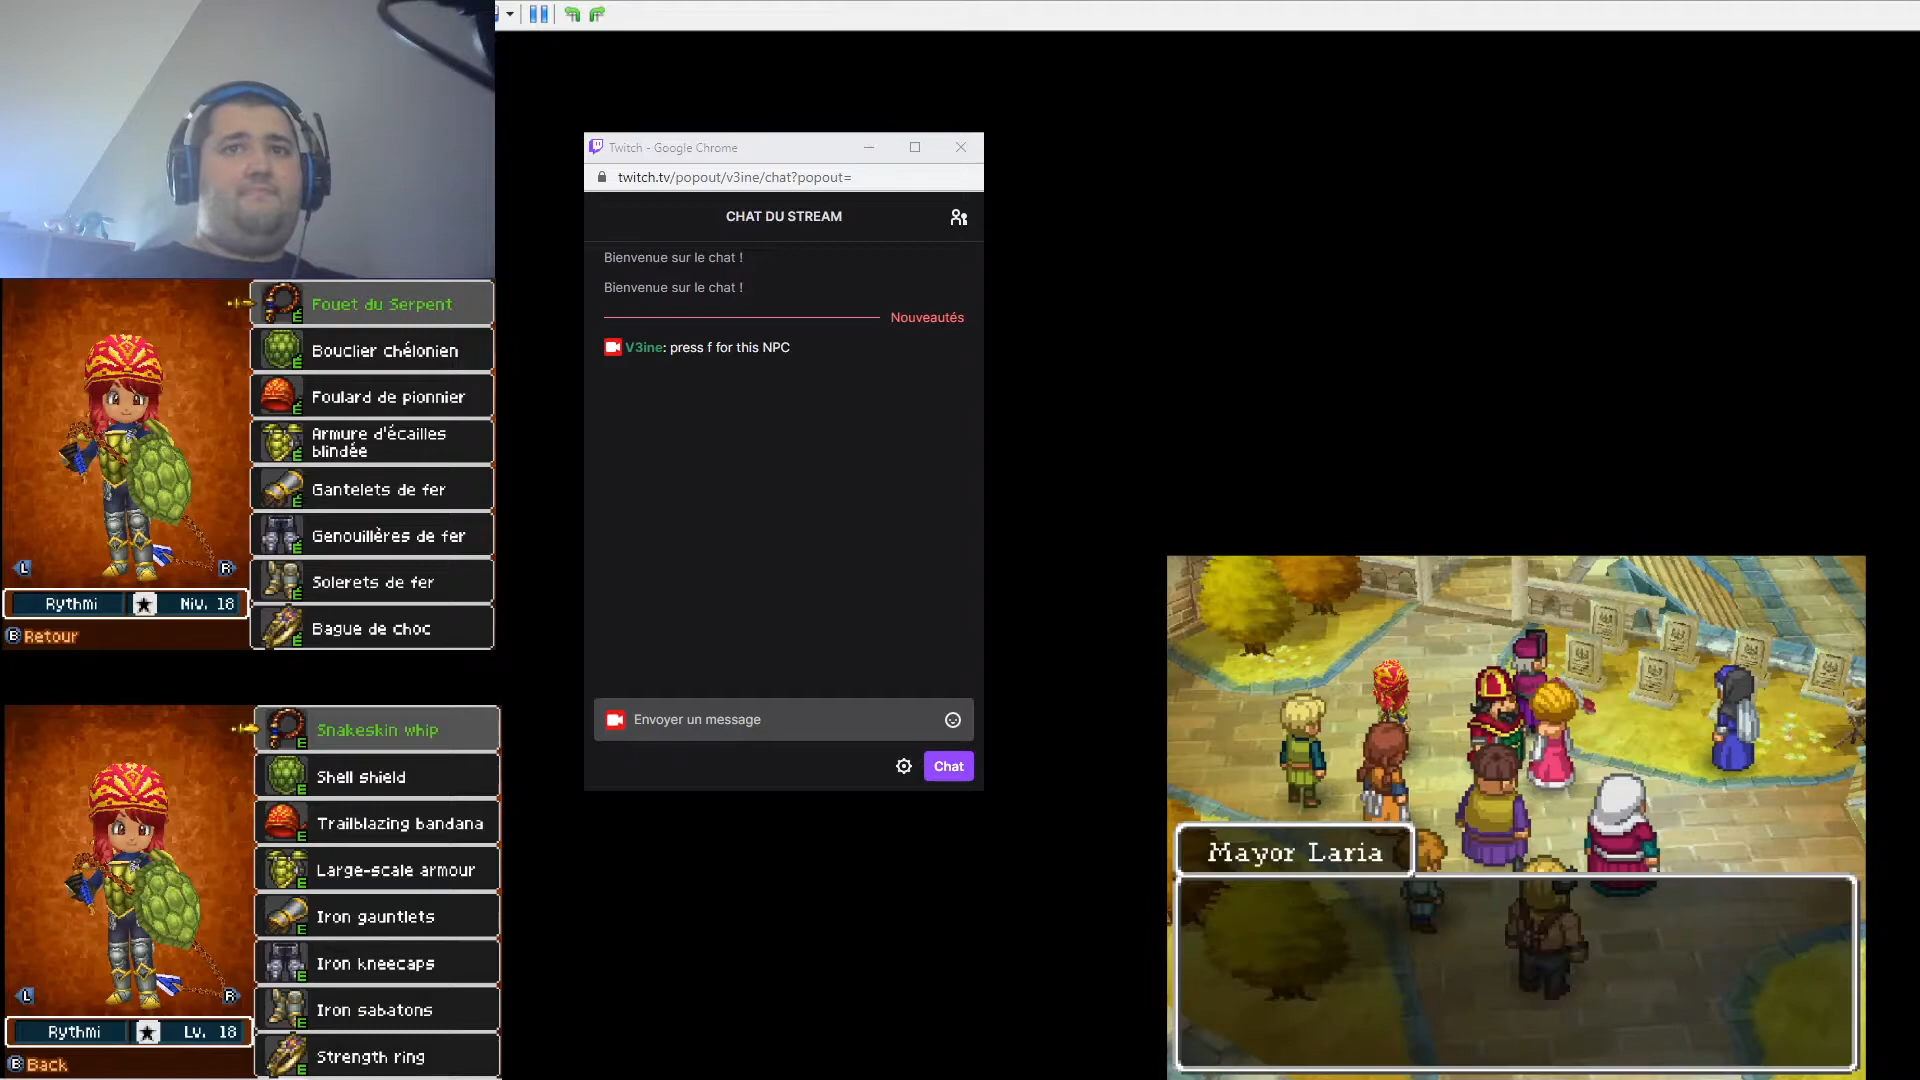 Fouet du Serpent
Bouclier chélonien
Foulard de pionnier
Armure d'écailles
blindée
Gantelets de fer
Genouillères de fer
Solerets de fer
Bague de choc
L
R
Rythmi
Niv. 18
B Retour
Snakeskin whip
Shell shield
Trailblazing bandana
Large-scale armour
Iron gauntlets
Iron kneecaps
Iron sabatons
Strength ring
L
R
Rythmi
Lv. 18
B Back
Twitch - Google Chrome
twitch.tv/popout/v3ine/chat?popout=
CHAT DU STREAM
Bienvenue sur le chat !
Bienvenue sur le chat !
Nouveautés
V3ine: press f for this NPC
Envoyer un message
Chat
Mayor Laria